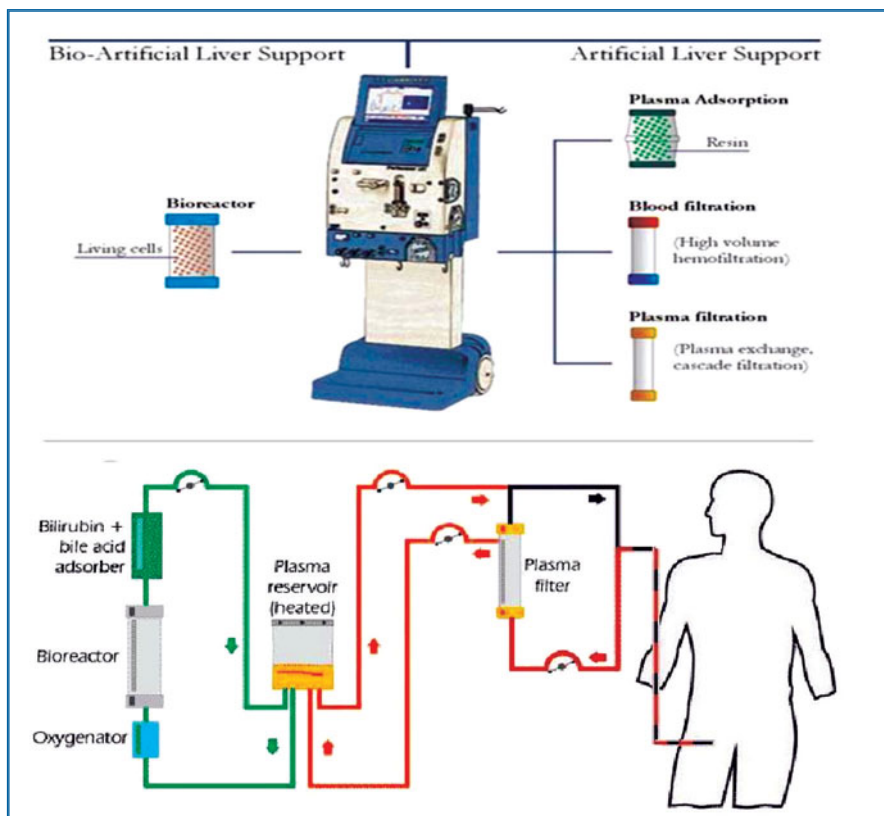 Bio-Artificial Liver Support
Artificial Liver Support
Plasma Adsorption
Resin
Bioreactor
Living cells
Blood filtration
(High volume
hemofiltration)
Plasma filtration
(Plasma exchange,
cascade filtration)
Bilirubin +
bile acid
adsorber
Plasma
reservoir
(heated)
Plasma
filter
Bioreactor
Oxygenator